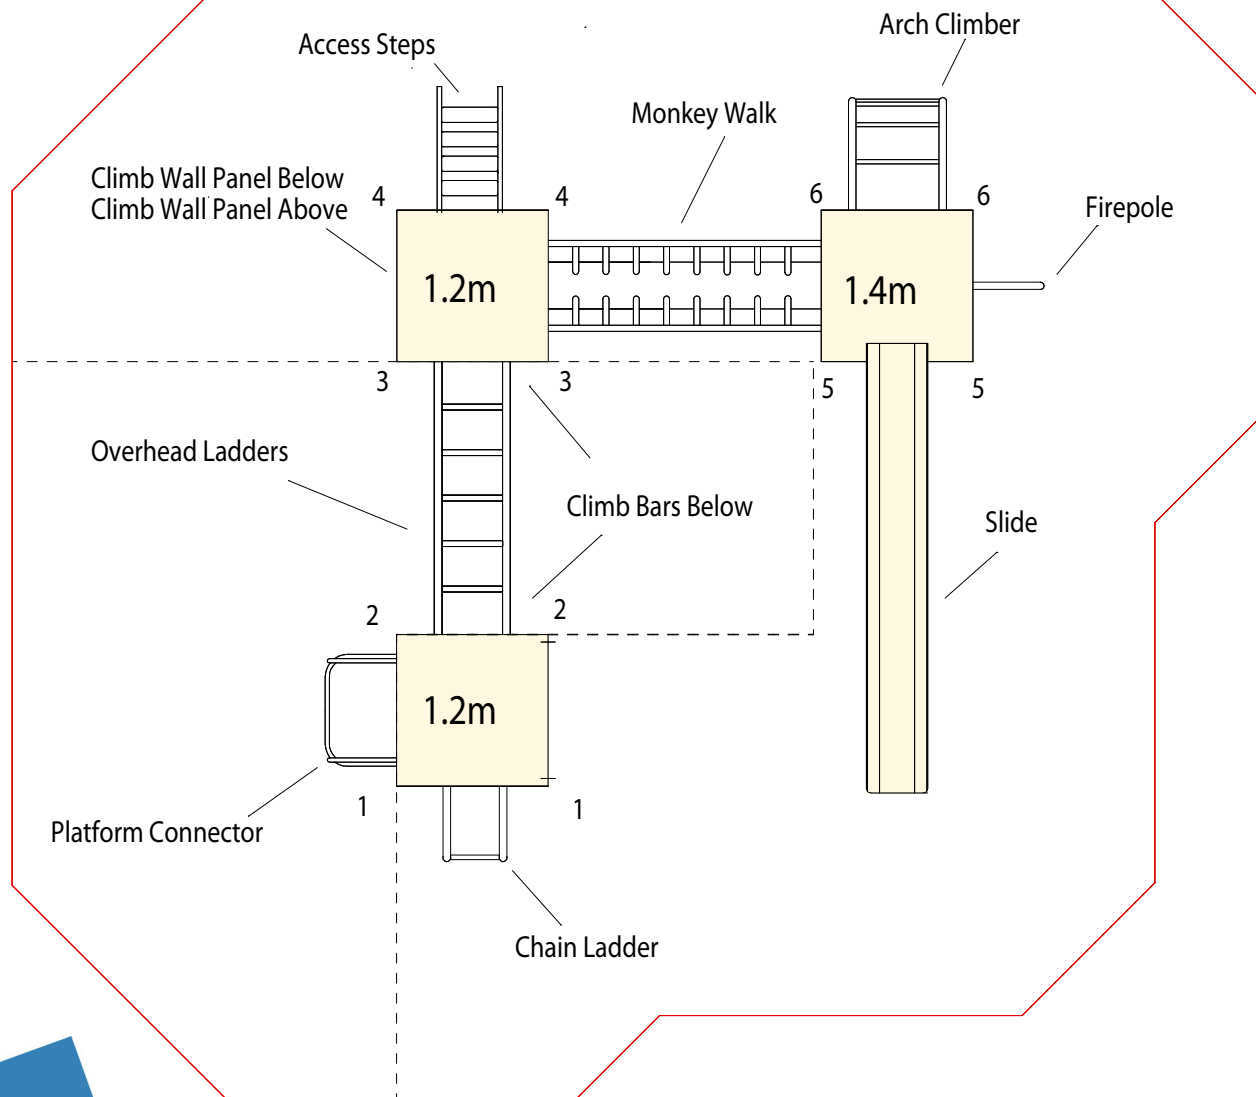 Arch Climber
Access Steps
Monkey Walk
Climb Wall Panel Below
Climb Wall Panel Above
4
4
6
6
Firepole
1.2m
1.4m
3
3
5
5
Overhead Ladders
Climb Bars Below
Slide
2
2
1.2m
1
1
Platform Connector
Chain Ladder